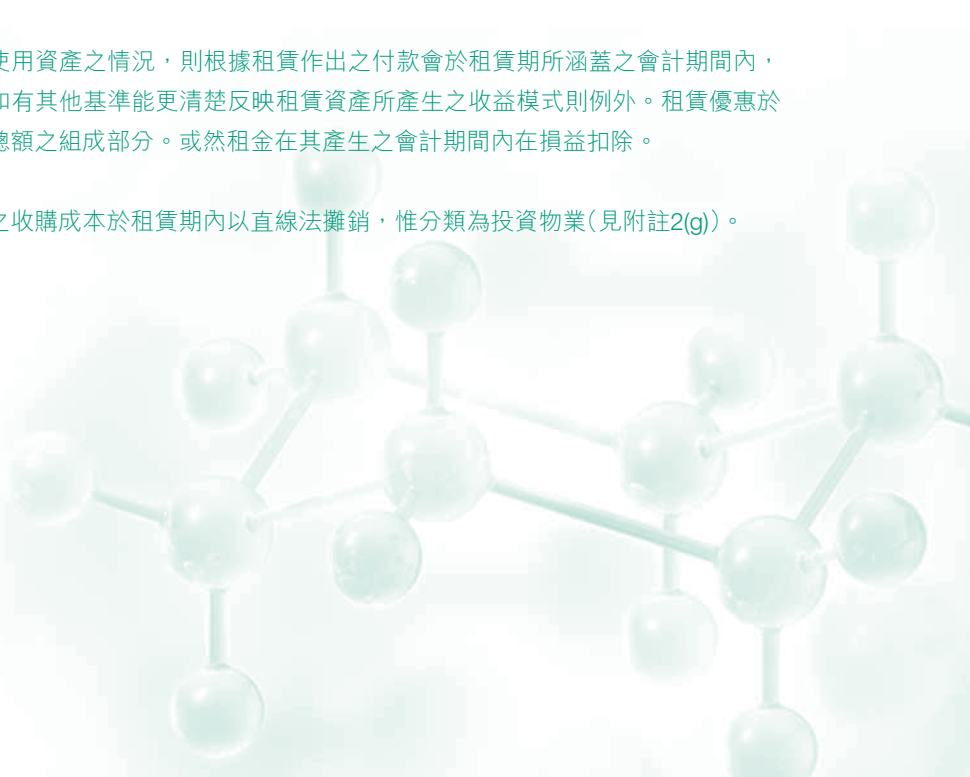 使用資產之情況，則根據租賃作出之付款會於租賃期所涵蓋之會計期間內，
如有其他基準能更清楚反映租賃資產所產生之收益模式則例外。租賃優惠於
總額之組成部分。或然租金在其產生之會計期間內在損益扣除。
之收購成本於租賃期內以直線法攤銷，惟分類為投資物業（見附註2(g)）。